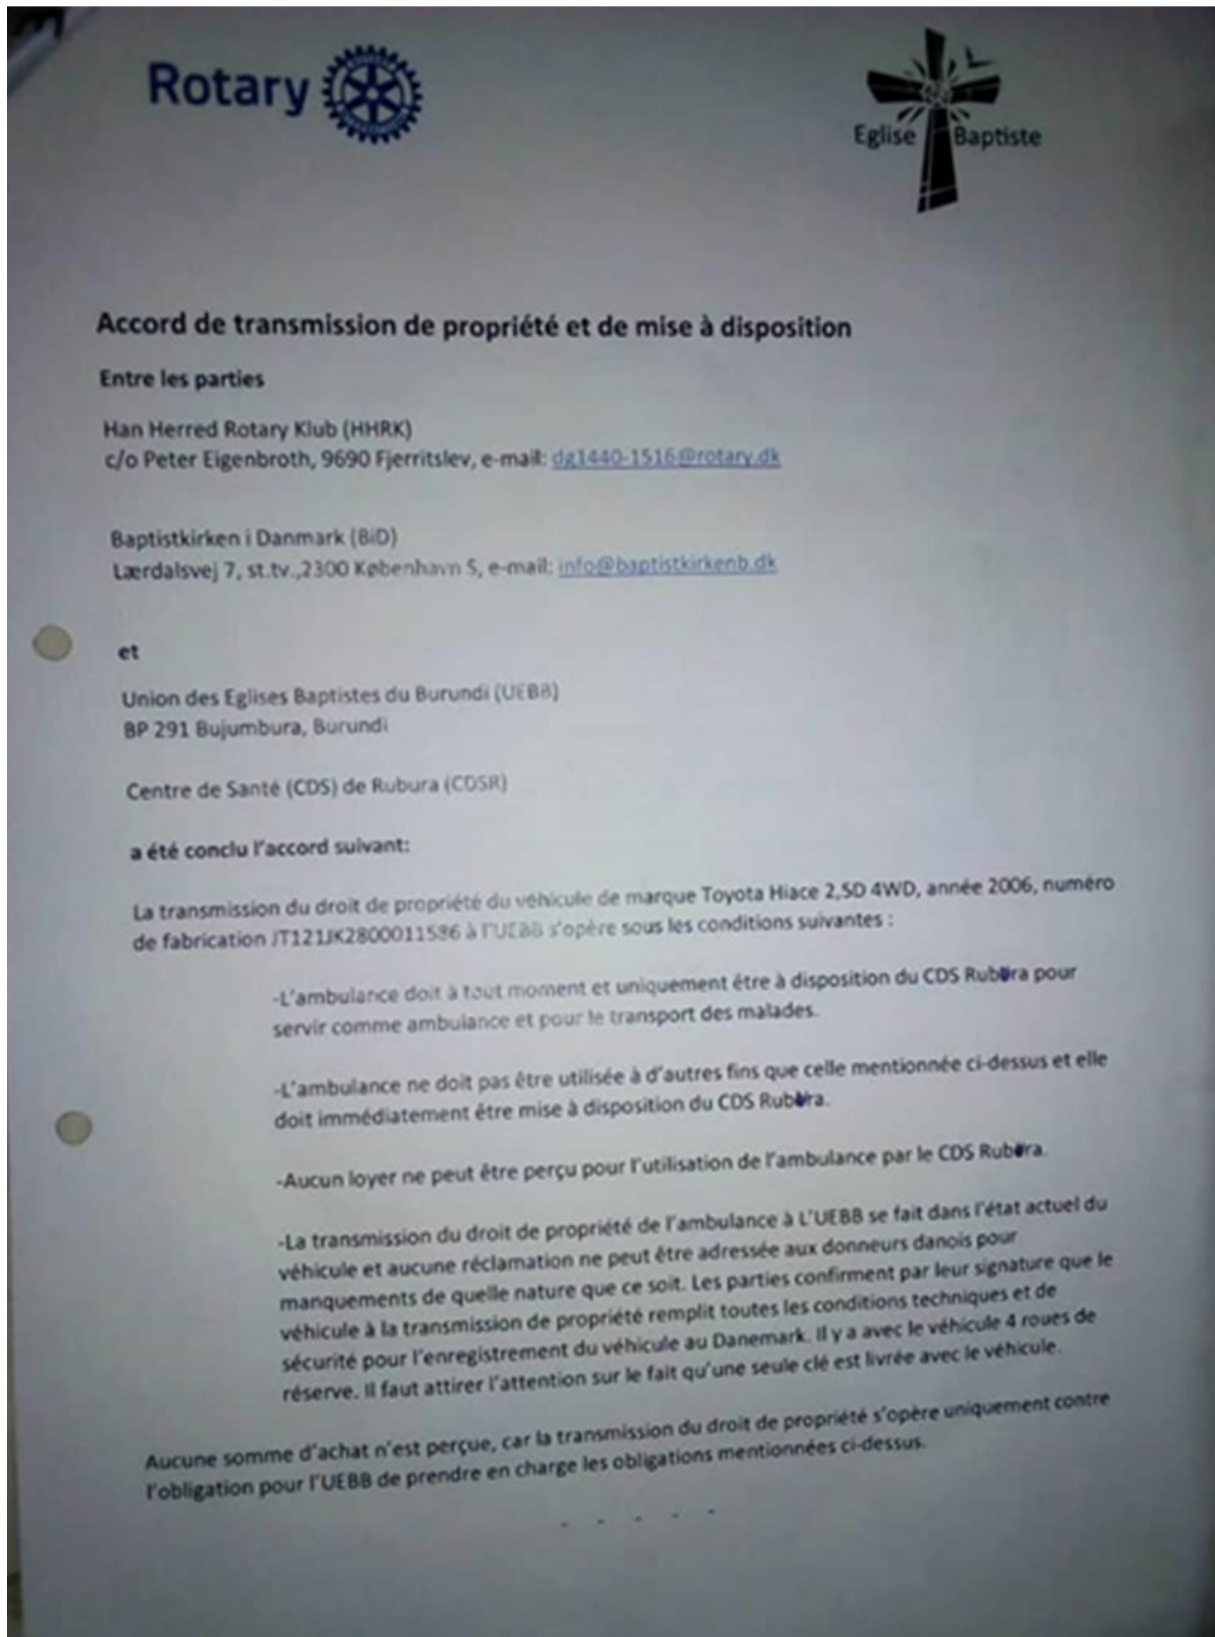 Rotary
Eglise Baptiste
Accord de transmission de propriété et de mise à disposition
Entre les parties
Han Herred Rotary Klub (HHRK)
c/o Peter Eigenbroth, 9690 Fjerritslev, e-mail: dg1440-1516@rotary.dk
Baptistkirken i Danmark (BiD)
Lærdalsvej 7, st.tv.,2300 København S, e-mail: info@baptistkirkenb.dk
et
Union des Eglises Baptistes du Burundi (UEBB)
BP 291 Bujumbura, Burundi
Centre de Santé (CDS) de Rubura (CDSR)
a été conclu l'accord suivant:
La transmission du droit de propriété du véhicule de marque Toyota Hiace 2,5D 4WD, année 2006, numéro
de fabrication JT121JK2800011586 à l'UEBB s'opère sous les conditions suivantes :
-L'ambulance doit à tout moment et uniquement être à disposition du CDS Rubura pour
servir comme ambulance et pour le transport des malades.
-L'ambulance ne doit pas être utilisée à d'autres fins que celle mentionnée ci-dessus et elle
doit immédiatement être mise à disposition du CDS Rubura.
-Aucun loyer ne peut être perçu pour l'utilisation de l'ambulance par le CDS Rubura.
-La transmission du droit de propriété de l'ambulance à L'UEBB se fait dans l'état actuel du
véhicule et aucune réclamation ne peut être adressée aux donneurs danois pour
manquements de quelle nature que ce soit. Les parties confirment par leur signature que le
véhicule à la transmission de propriété remplit toutes les conditions techniques et de
sécurité pour l'enregistrement du véhicule au Danemark. Il y a avec le véhicule 4 roues de
réserve. Il faut attirer l'attention sur le fait qu'une seule clé est livrée avec le véhicule.
Aucune somme d'achat n'est perçue, car la transmission du droit de propriété s'opère uniquement contre
l'obligation pour l'UEBB de prendre en charge les obligations mentionnées ci-dessus.
- - - - -